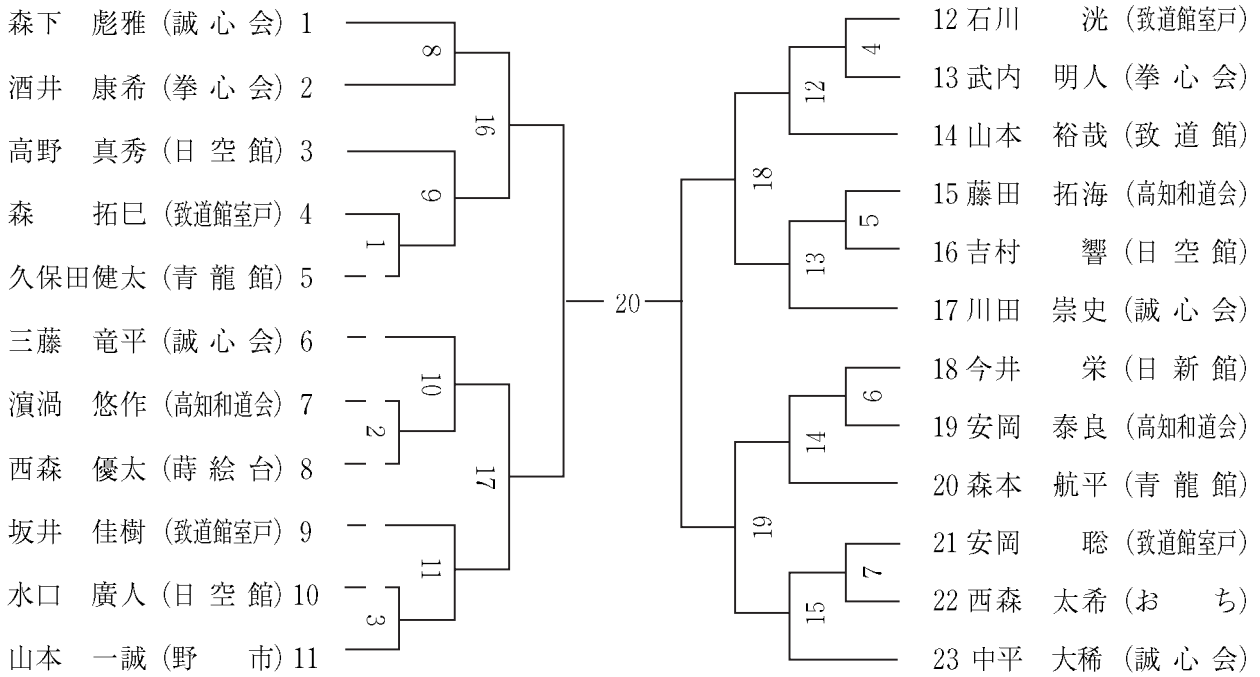 森下 彪雅 (誠心会) 1
酒井 康希 (拳心会) 2
高野 真秀 (日空館) 3
森 拓巳 (致道館室戸) 4
久保田健太 (青龍館) 5
三藤 竜平 (誠心会) 6
濵渦 悠作 (高知和道会) 7
西森 優太 (蒔絵台) 8
坂井 佳樹 (致道館室戸) 9
水口 廣人 (日空館) 10
山本 一誠 (野市) 11
8
16
9
1
10
2
17
11
3
20
12 石川 洸 (致道館室戸)
13 武内 明人 (拳心会)
14 山本 裕哉 (致道館)
15 藤田 拓海 (高知和道会)
16 吉村 響 (日空館)
17 川田 崇史 (誠心会)
18 今井 栄 (日新館)
19 安岡 泰良 (高知和道会)
20 森本 航平 (青龍館)
21 安岡 聡 (致道館室戸)
22 西森 太希 (おち)
23 中平 大稀 (誠心会)
4
12
18
5
13
6
14
19
7
15